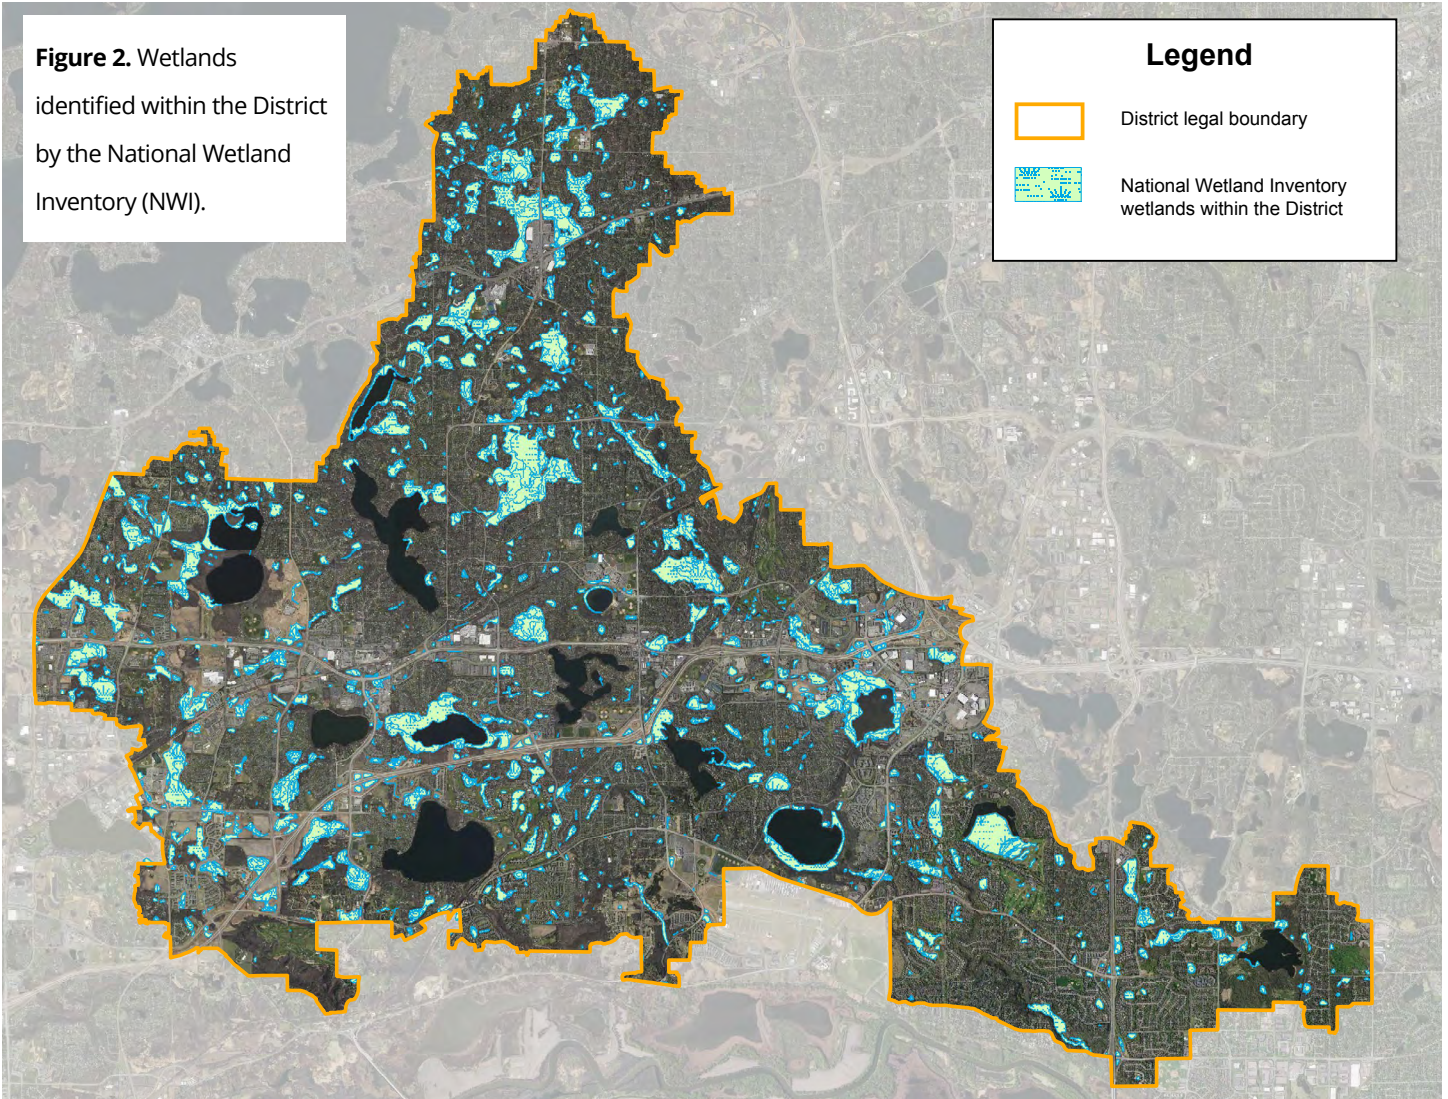 Figure 2. Wetlands
identified within the District
by the National Wetland
Inventory (NWI).
Legend
District legal boundary
National Wetland Inventory
wetlands within the District